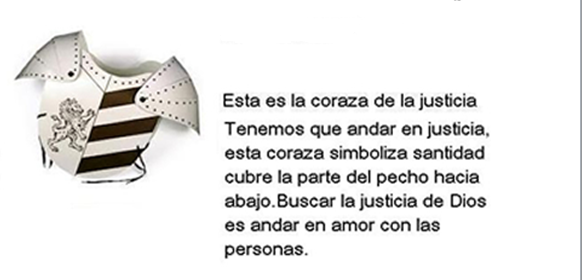 Esta es la coraza de la justicia
Tenemos que andar en justicia,
esta coraza simboliza santidad
cubre la parte del pecho hacia
abajo.Buscar la justicia de Dios
es andar en amor con las
personas.